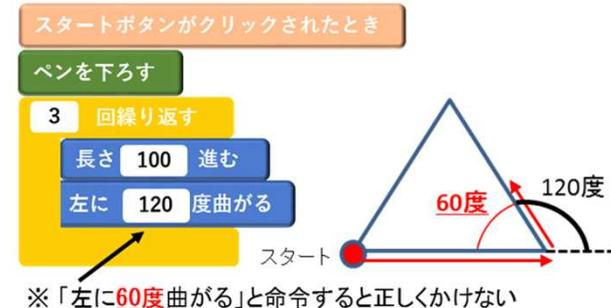 スタートボタンがクリックされたとき
ペンを下ろす
3 回繰り返す
長さ 100 進む
左に 120 度曲がる
60度
120度
スタート
※「左に60度曲がる」と命令すると正しくかけない